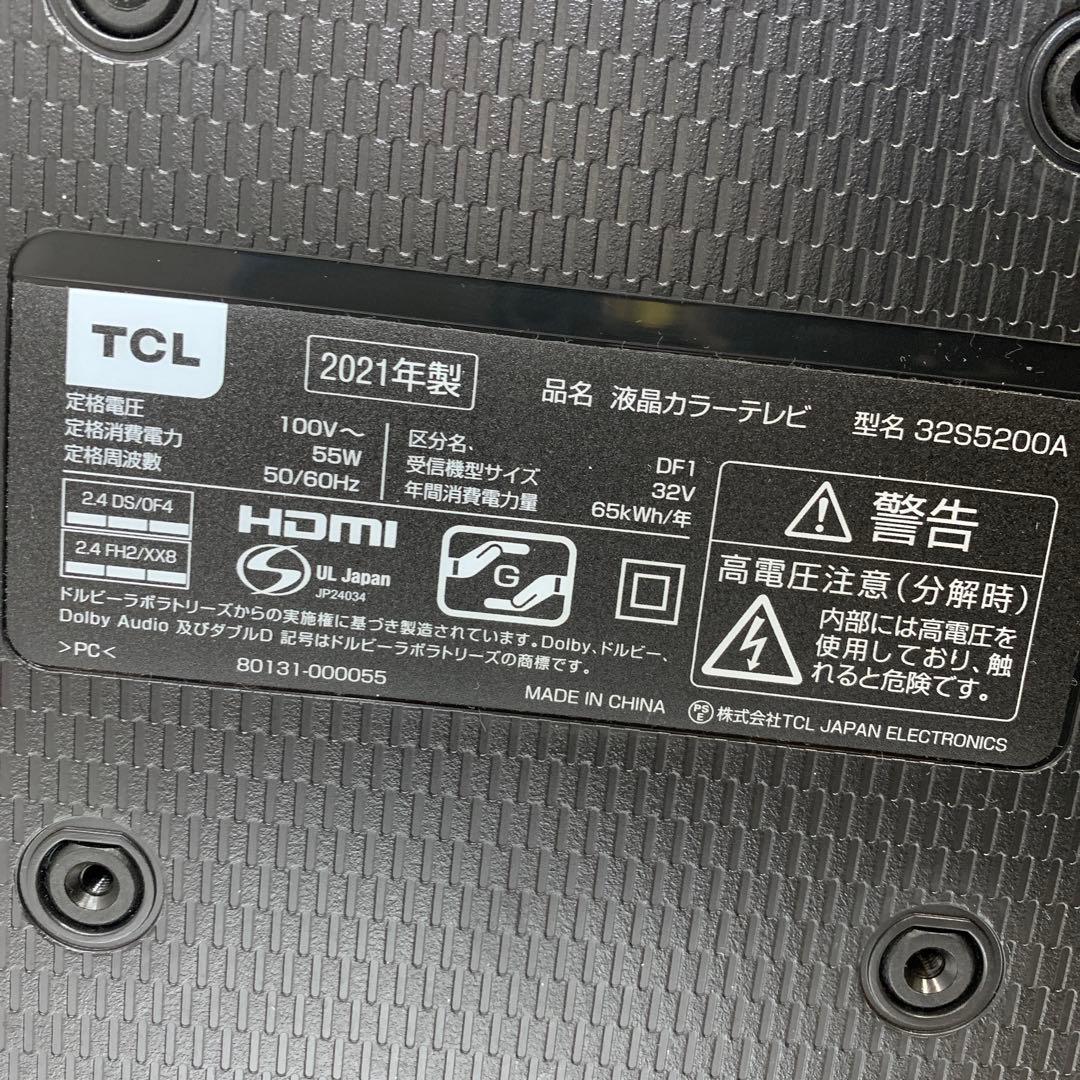 TCL
2021年製
品名 液晶カラーテレビ
型名 32S5200A
定格電圧 100V～
定格消費電力 55W
定格周波数 50/60Hz
区分名、 DF1
受信機型サイズ 32V
年間消費電力量 65kWh/年
2.4 DS/0F4
2.4 FH2/XX8
HDMI
S
UL Japan
JP24034
G
警告
高電圧注意(分解時)
内部には高電圧を
使用しており、触
れると危険です。
ドルビーラボラトリーズからの実施権に基づき製造されています。Dolby、ドルビー、
Dolby Audio 及びダブルD 記号はドルビーラボラトリーズの商標です。
>PC<
80131-000055
MADE IN CHINA
PSE 株式会社TCL JAPAN ELECTRONICS